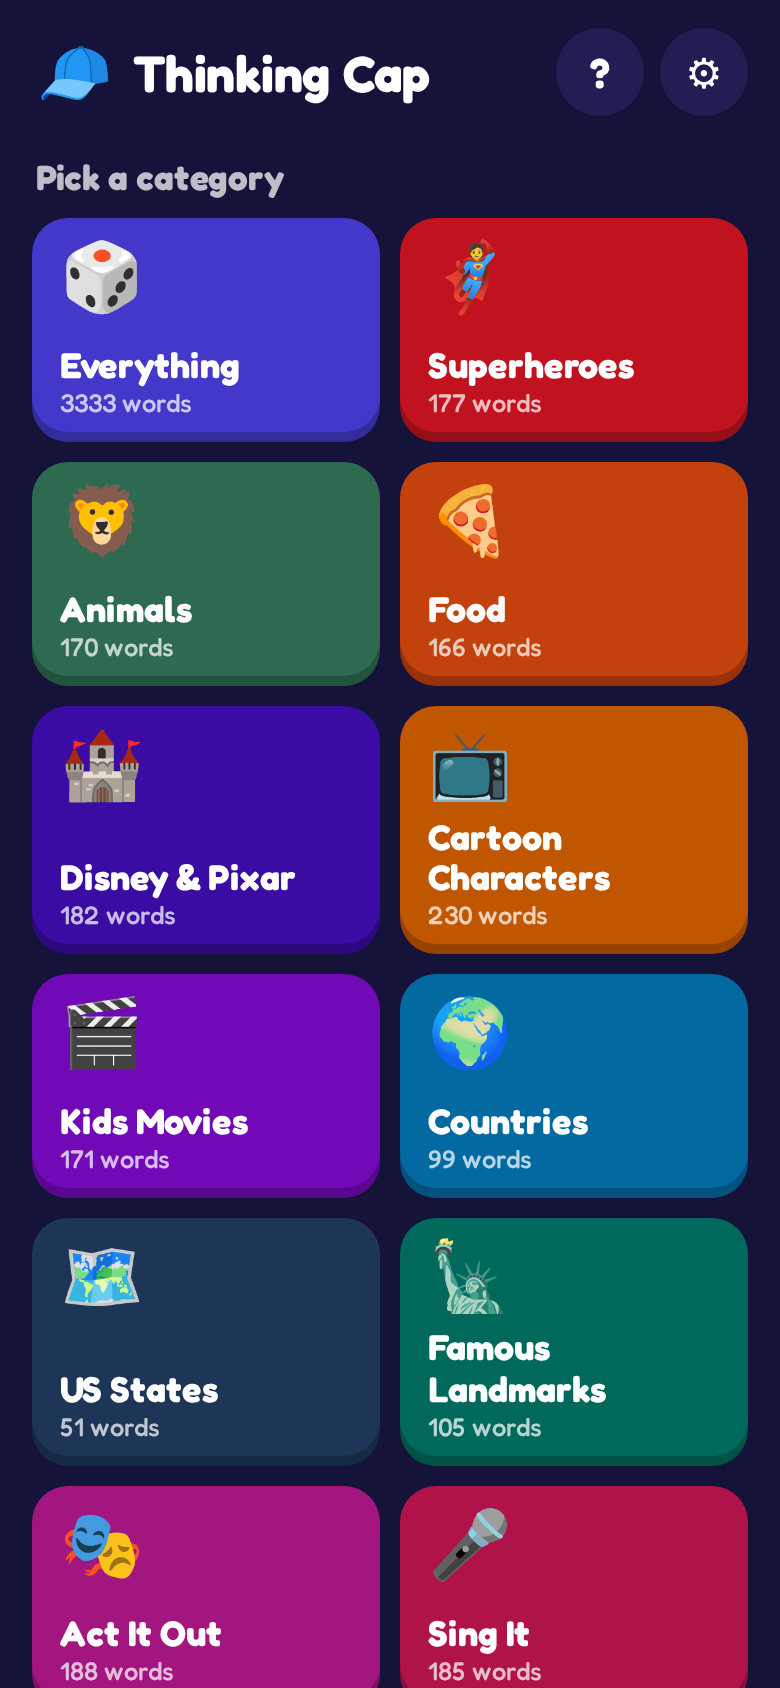 Thinking Cap
?
Pick a category
Everything
3333 words
Superheroes
177 words
Animals
170 words
Food
166 words
Disney & Pixar
182 words
Cartoon
Characters
230 words
Kids Movies
171 words
Countries
99 words
US States
51 words
Famous
Landmarks
105 words
Act It Out
188 words
Sing It
185 words